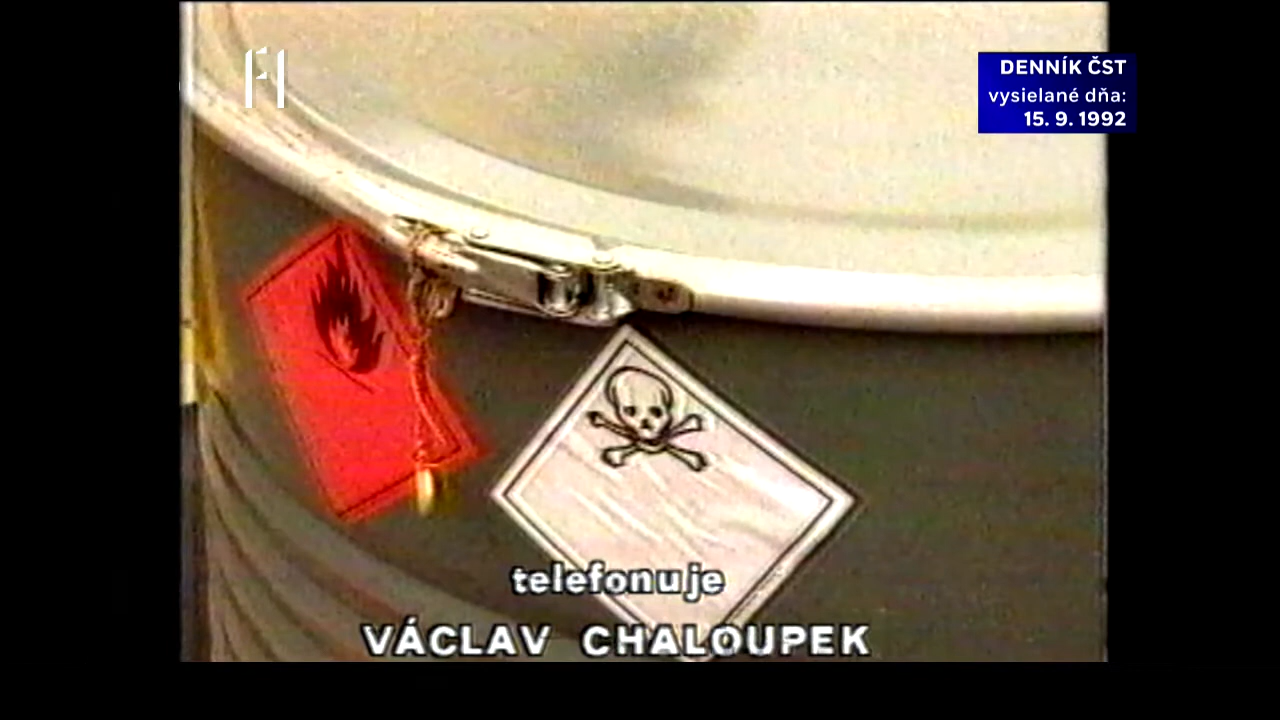 DENNÍK ČST
vysielané dňa:
15. 9. 1992
telefonuje
VÁCLAV CHALOUPEK